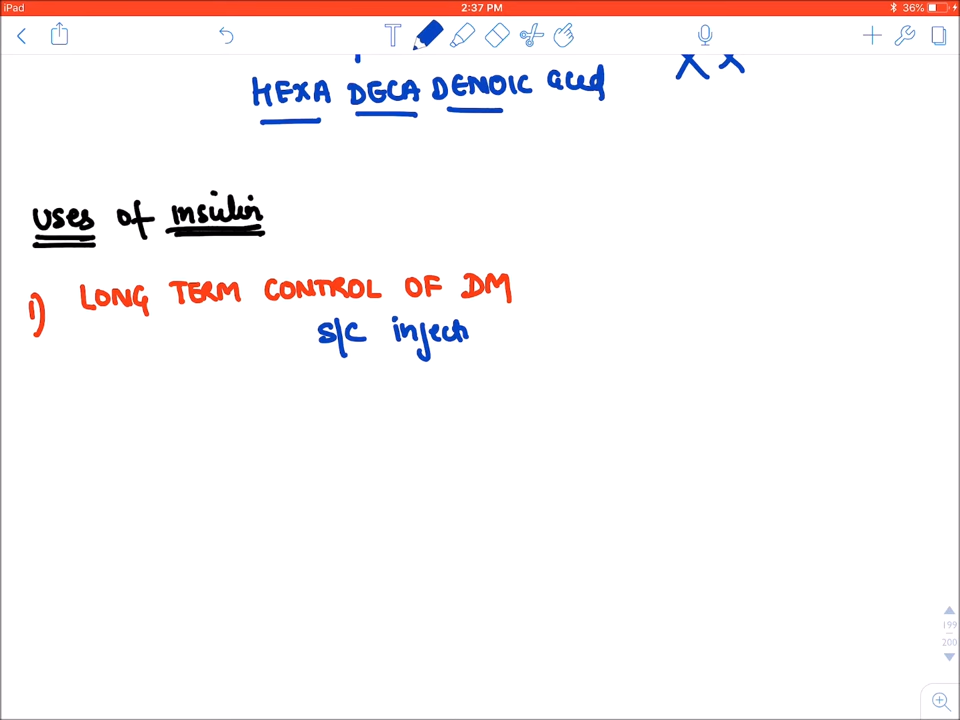 iPad 2:37 PM 36%
T
HEXA DECA DENOIC acid
uses of insulin
1) LONG TERM CONTROL OF DM
S/C inject
199
200